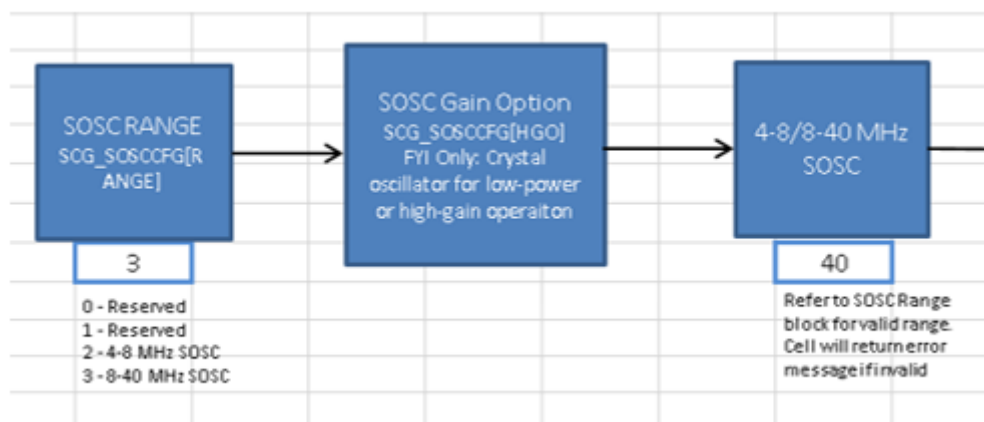 SOSC RANGE
SCG_SOSCCFG[R
ANGE]
3
0 - Reserved
1 - Reserved
2 - 4-8 MHz SOSC
3 - 8-40 MHz SOSC
SOSC Gain Option
SCG_SOSCCFG[HGO]
FYI Only: Crystal
oscillator for low-power
or high-gain operaiton
4-8/8-40 MHz
SOSC
40
Refer to SOSC Range
block for valid range.
Cell will return error
message if invalid